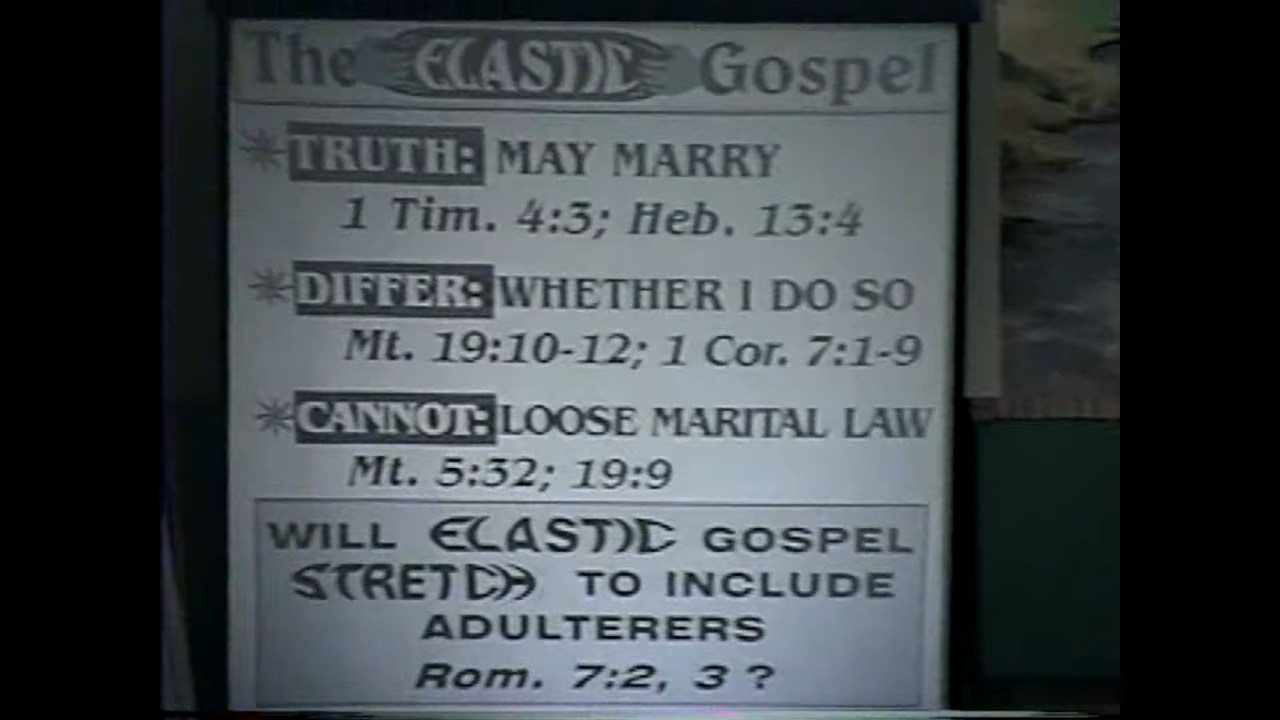 The ELASTIC Gospel
TRUTH: MAY MARRY
1 Tim. 4:3; Heb. 13:4
DIFFER: WHETHER I DO SO
Mt. 19:10-12; 1 Cor. 7:1-9
CANNOT: LOOSE MARITAL LAW
Mt. 5:32; 19:9
WILL ELASTIC GOSPEL
STRETCH TO INCLUDE
ADULTERERS
Rom. 7:2, 3 ?